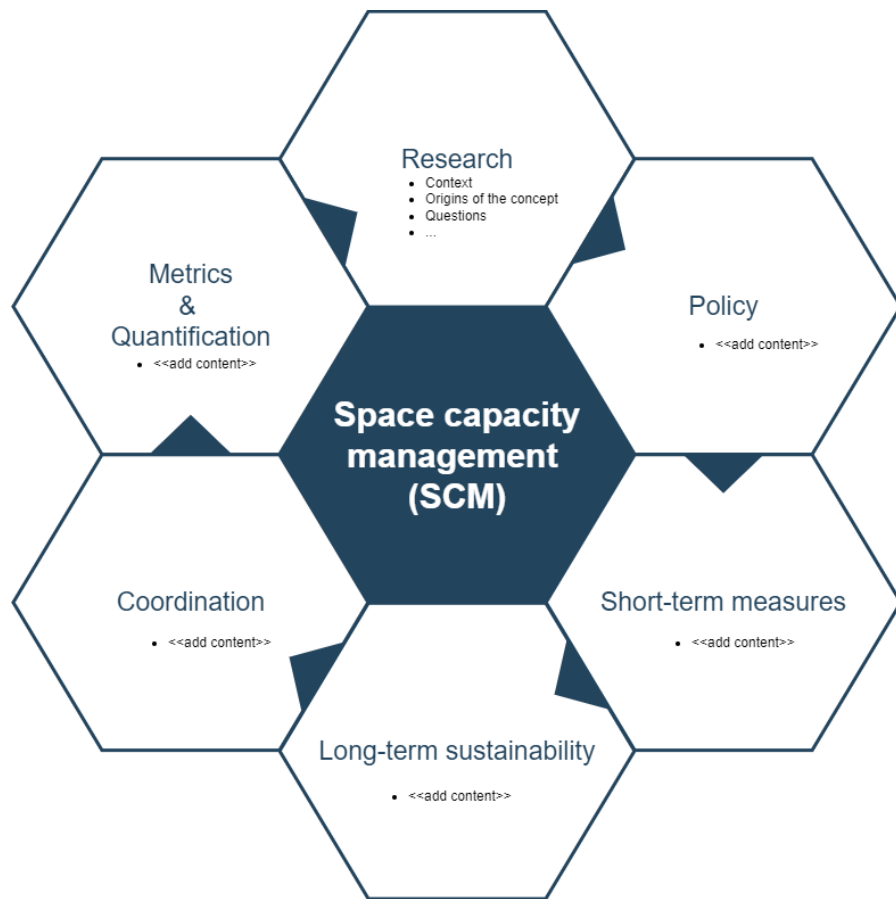 Research
• Context
• Origins of the concept
• Questions
• ...
Metrics
&
Quantification
• <<add content>>
Policy
• <<add content>>
Space capacity
management
(SCM)
Coordination
• <<add content>>
Short-term measures
• <<add content>>
Long-term sustainability
• <<add content>>